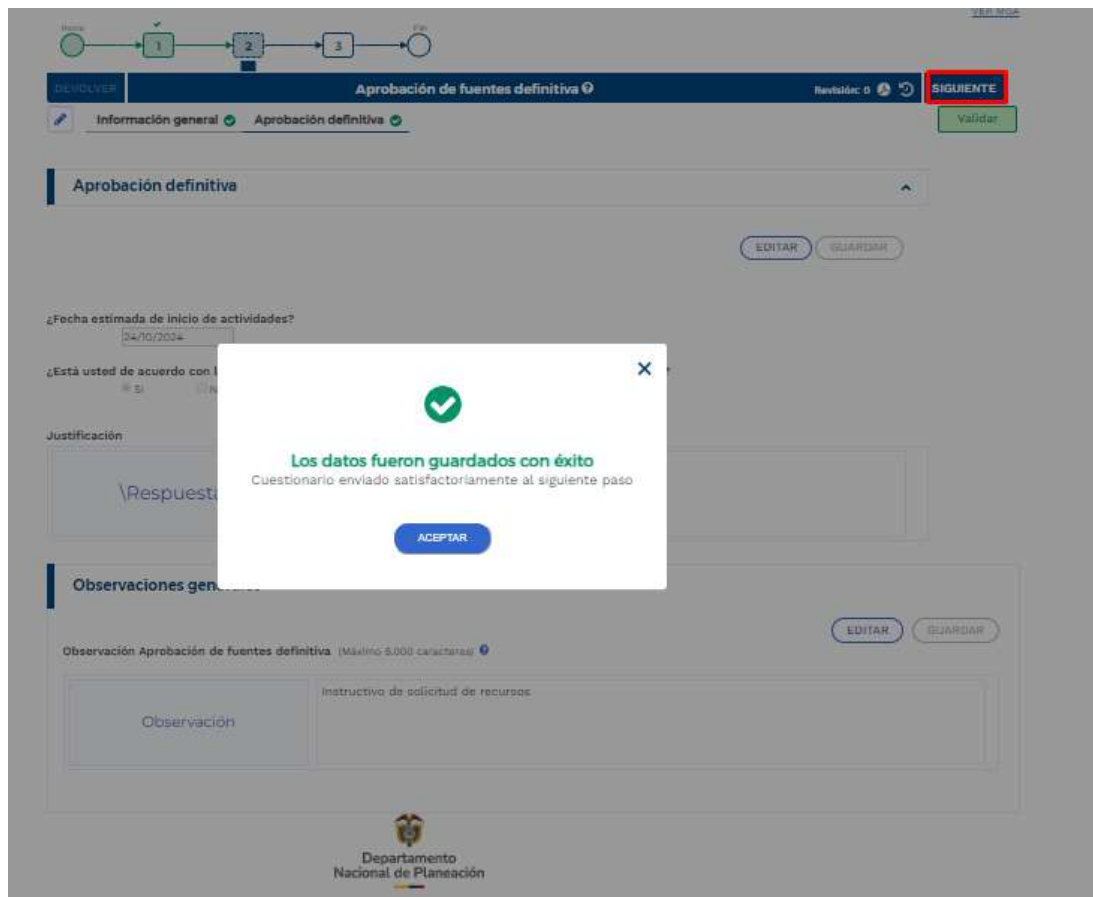 VER MGA
Inicio
Fin
1
2
3
DEVOLVER
Aprobación de fuentes definitiva
Revisión: 0
SIGUIENTE
Información general
Aprobación definitiva
Validar
Aprobación definitiva
EDITAR
GUARDAR
¿Fecha estimada de inicio de actividades?
24/10/2024
¿Está usted de acuerdo con l
Si
N
Justificación
\Respuest
Los datos fueron guardados con éxito
Cuestionario enviado satisfactoriamente al siguiente paso
ACEPTAR
Observaciones gen
EDITAR
GUARDAR
Observación Aprobación de fuentes definitiva (Máximo 5.000 caracteres)
Instructivo de solicitud de recursos
Observación
Departamento
Nacional de Planeación